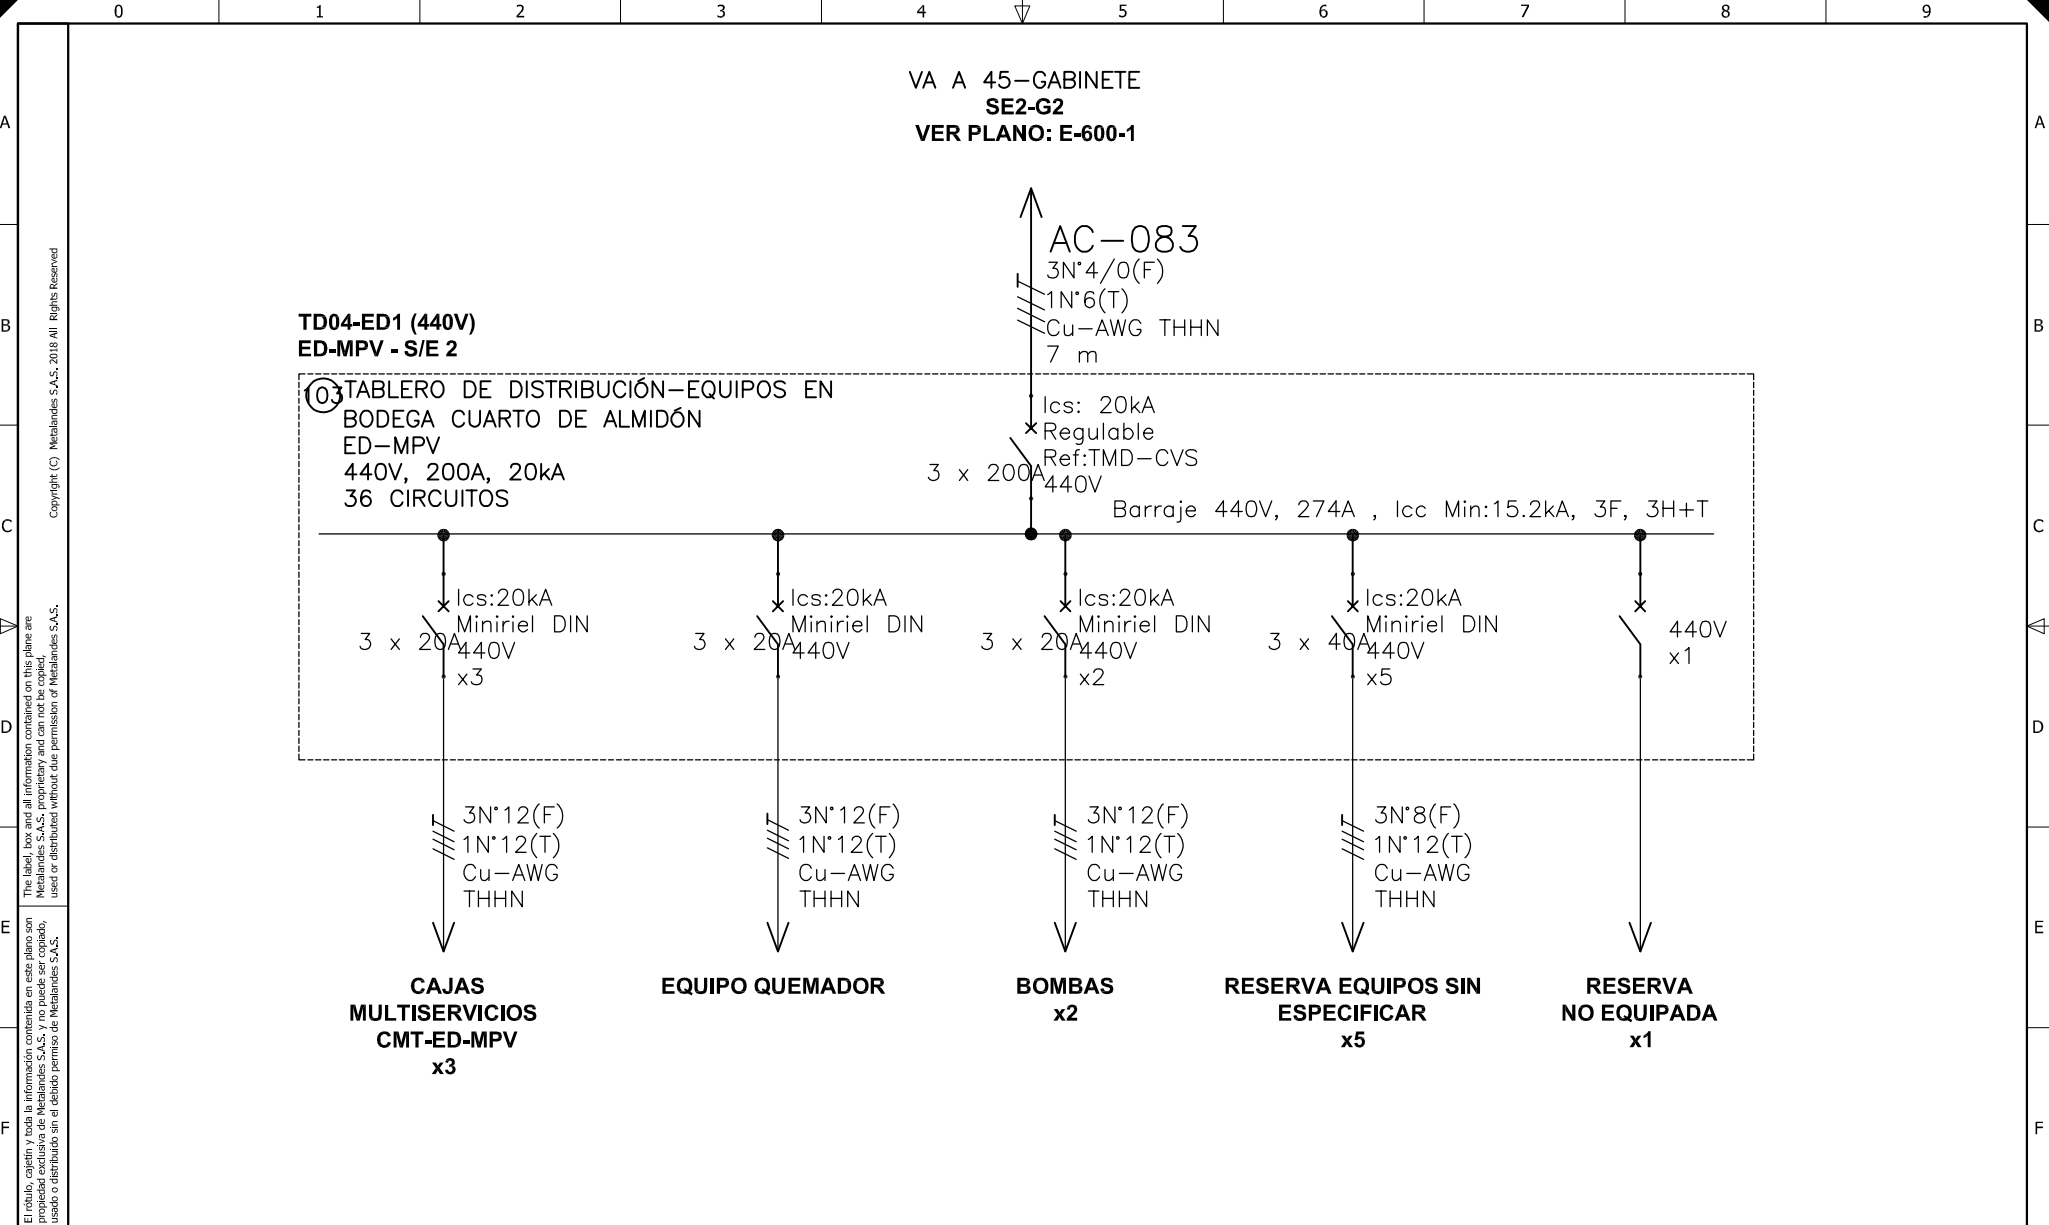 0 1 2 3 4 5 6 7 8 9
VA A 45-GABINETE
SE2-G2
VER PLANO: E-600-1
A A
AC-083
3N°4/0(F)
1N°6(T)
Cu-AWG THHN
7 m
B B
TD04-ED1 (440V)
ED-MPV - S/E 2
103
TABLERO DE DISTRIBUCIÓN-EQUIPOS EN
BODEGA CUARTO DE ALMIDÓN
ED-MPV
440V, 200A, 20kA
36 CIRCUITOS
Ics: 20kA
Regulable
Ref:TMD-CVS
440V
3 x 200A
Barraje 440V, 274A , Icc Min:15.2kA, 3F, 3H+T
C C
3 x 20A
Ics:20kA
Miniriel DIN
440V
x3
3 x 20A
Ics:20kA
Miniriel DIN
440V
3 x 20A
Ics:20kA
Miniriel DIN
440V
x2
3 x 40A
Ics:20kA
Miniriel DIN
440V
x5
440V
x1
D D
3N°12(F)
1N°12(T)
Cu-AWG
THHN
3N°12(F)
1N°12(T)
Cu-AWG
THHN
3N°12(F)
1N°12(T)
Cu-AWG
THHN
3N°8(F)
1N°12(T)
Cu-AWG
THHN
E E
CAJAS
MULTISERVICIOS
CMT-ED-MPV
x3
EQUIPO QUEMADOR
BOMBAS
x2
RESERVA EQUIPOS SIN
ESPECIFICAR
x5
RESERVA
NO EQUIPADA
x1
F F
Copyright (C) Metalandes S.A.S. 2018 All Rights Reserved
The label, box and all information contained on this plane are
Metalandes S.A.S. proprietary and can not be copied,
used or distributed without due permission of Metalandes S.A.S.
El rótulo, cajetín y toda la información contenida en este plano son
propiedad exclusiva de Metalandes S.A.S. y no puede ser copiado,
usado o distribuido sin el debido permiso de Metalandes S.A.S.